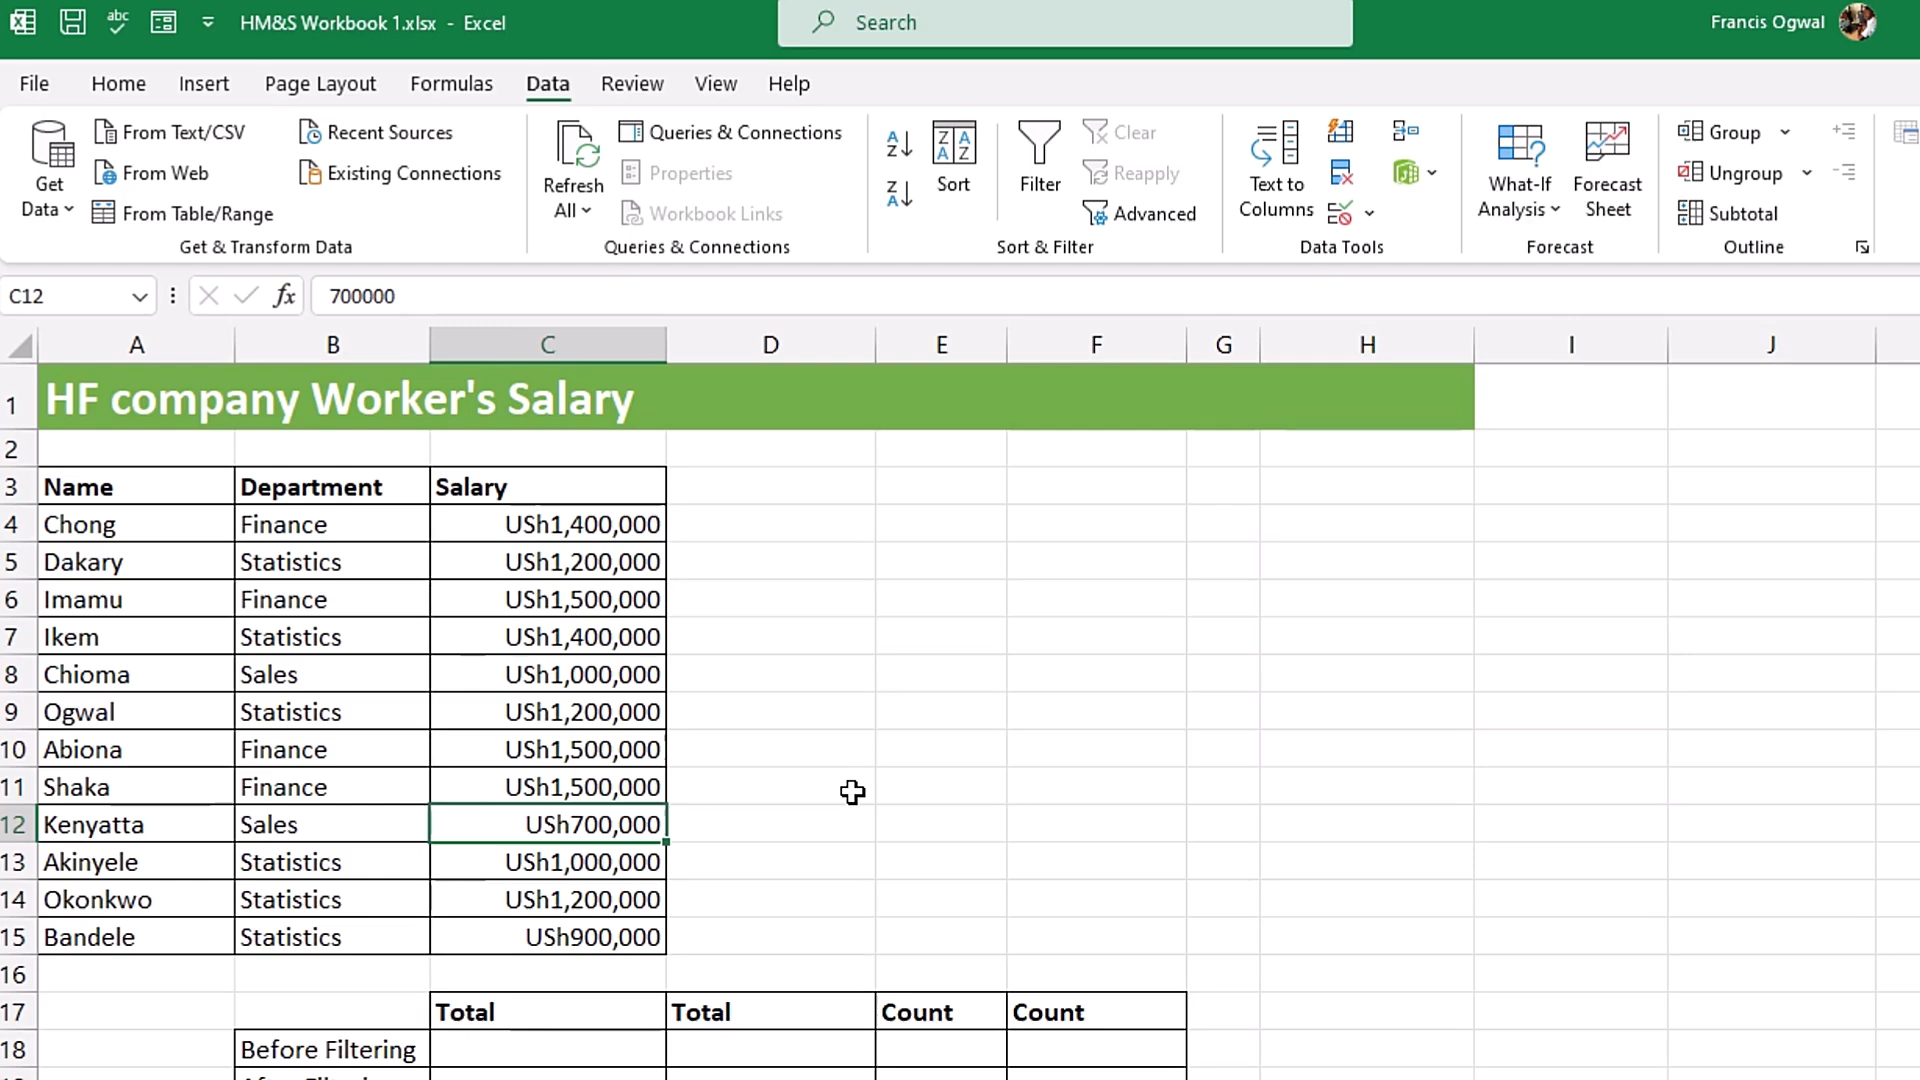 abc
HM&S Workbook 1.xlsx - Excel
Search
Francis Ogwal
File Home Insert Page Layout Formulas Data Review View Help
Get Data
From Text/CSV
From Web
From Table/Range
Recent Sources
Existing Connections
Get & Transform Data
Refresh All
Queries & Connections
Properties
Workbook Links
Queries & Connections
Sort
Filter
Clear
Reapply
Advanced
Sort & Filter
Text to Columns
Data Tools
What-If Analysis
Forecast Sheet
Forecast
Group
Ungroup
Subtotal
Outline
C12 fx 700000
A B C D E F G H I J
1 HF company Worker's Salary
2
3 Name Department Salary
4 Chong Finance USh1,400,000
5 Dakary Statistics USh1,200,000
6 Imamu Finance USh1,500,000
7 Ikem Statistics USh1,400,000
8 Chioma Sales USh1,000,000
9 Ogwal Statistics USh1,200,000
10 Abiona Finance USh1,500,000
11 Shaka Finance USh1,500,000
12 Kenyatta Sales USh700,000
13 Akinyele Statistics USh1,000,000
14 Okonkwo Statistics USh1,200,000
15 Bandele Statistics USh900,000
16
17 Total Total Count Count
18 Before Filtering